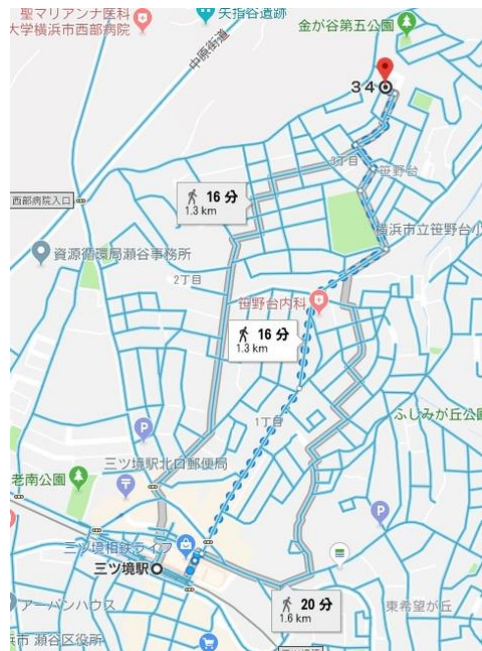 聖マリアンナ医科
大学横浜市西部病院
矢指谷遺跡
金が谷第五公園
中原街道
34
3丁目
笹野台
16 分
1.3 km
西部病院入口
横浜市立笹野台小
資源循環局瀬谷事務所
2丁目
笹野台内科
16 分
1.3 km
1丁目
ふしみが丘公園
P
三ツ境駅北口郵便局
老南公園
P
三ツ境相鉄ライフ
三ツ境駅
20 分
1.6 km
アーバンハウス
東希望が丘
浜市 瀬谷区役所